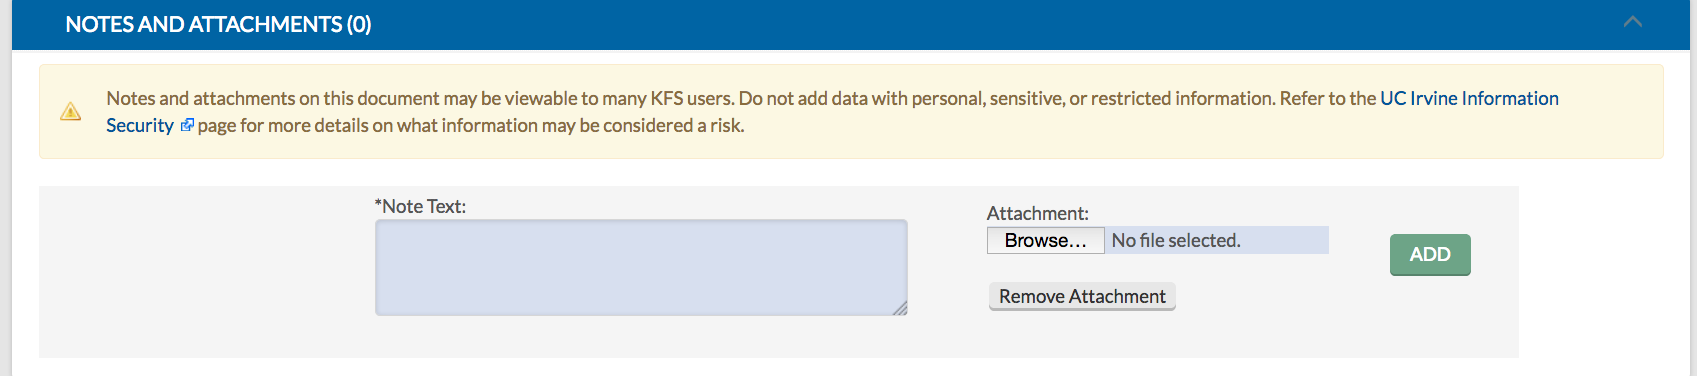 NOTES AND ATTACHMENTS (0)
Notes and attachments on this document may be viewable to many KFS users. Do not add data with personal, sensitive, or restricted information. Refer to the UC Irvine Information
Security page for more details on what information may be considered a risk.
*Note Text:
Attachment:
Browse... No file selected.
ADD
Remove Attachment